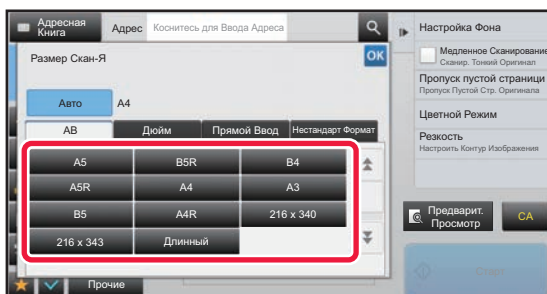 Адресная
Книга
Адрес
Коснитесь для Ввода Адреса
Настройка Фона
Размер Скан-Я
OK
Медленное Сканирование
Сканир. Тонкий Оригинал
Авто
A4
Пропуск пустой страници
Пропуск Пустой Стр. Оригинала
AB
Дюйм
Прямой Ввод
Нестандарт Формат
Цветной Режим
Резкость
Настроить Контур Изображения
A5
B5R
B4
A5R
A4
A3
B5
A4R
216 x 340
Предварит.
Просмотр
CA
216 x 343
Длинный
Прочие
Старт